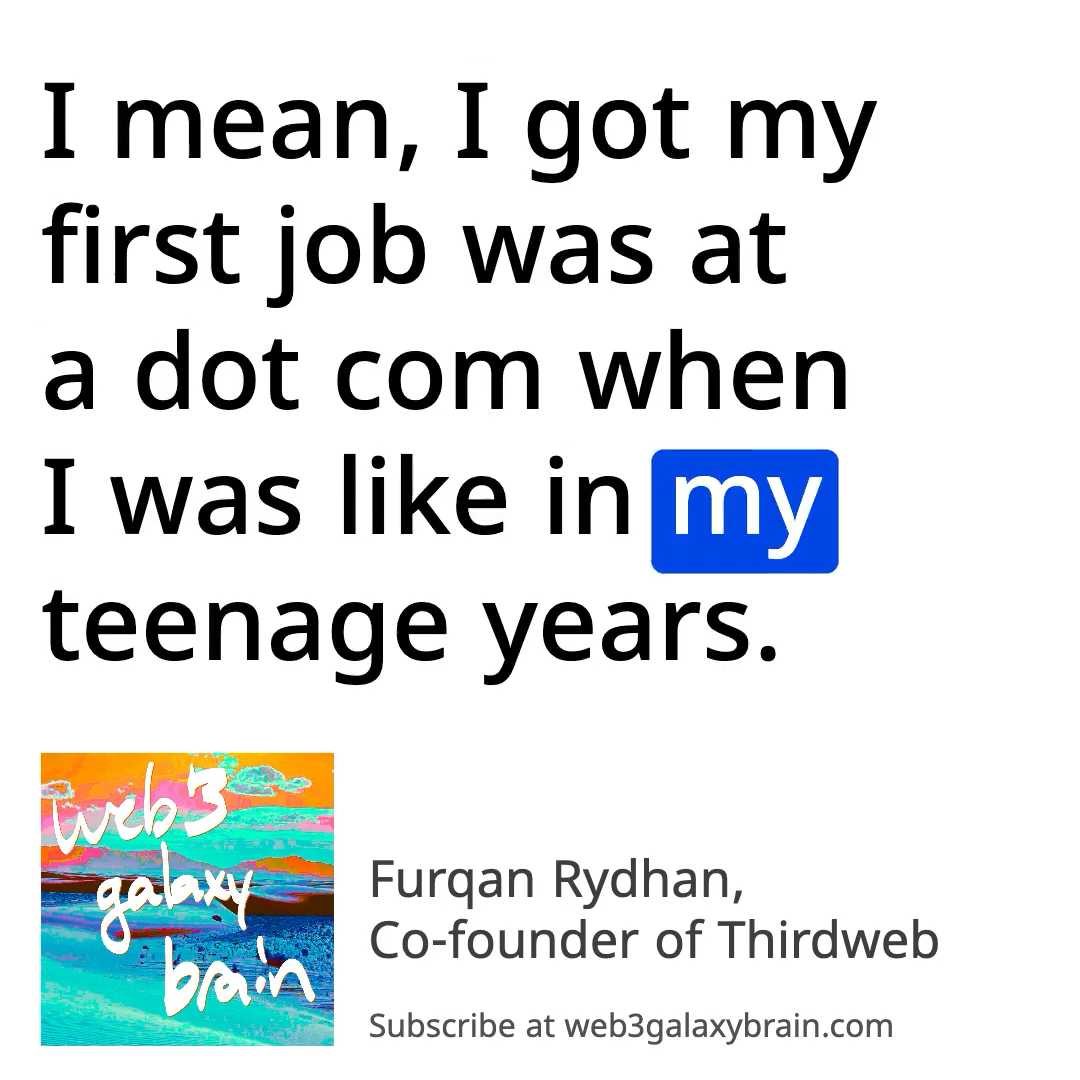 I mean, I got my
first job was at
a dot com when
I was like in my
teenage years.
web3
galaxy
brain
Furqan Rydhan,
Co-founder of Thirdweb
Subscribe at web3galaxybrain.com